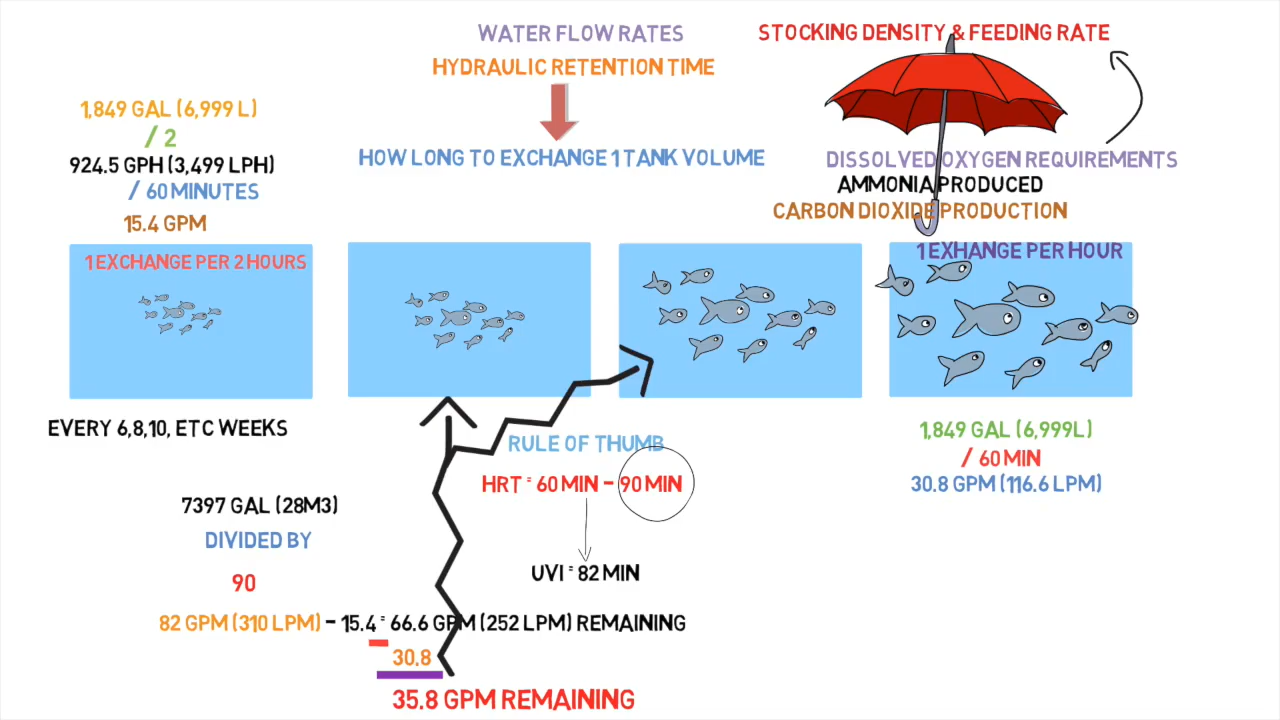 WATER FLOW RATES
HYDRAULIC RETENTION TIME
HOW LONG TO EXCHANGE 1 TANK VOLUME
STOCKING DENSITY & FEEDING RATE
DISSOLVED OXYGEN REQUIREMENTS
AMMONIA PRODUCED
CARBON DIOXIDE PRODUCTION
1,849 GAL (6,999 L)
/ 2
924.5 GPH (3,499 LPH)
/ 60 MINUTES
15.4 GPM
1 EXCHANGE PER 2 HOURS
1 EXHANGE PER HOUR
EVERY 6,8,10, ETC WEEKS
RULE OF THUMB
HRT = 60 MIN - 90 MIN
UVI = 82 MIN
1,849 GAL (6,999L)
/ 60 MIN
30.8 GPM (116.6 LPM)
7397 GAL (28M3)
DIVIDED BY
90
82 GPM (310 LPM) - 15.4 = 66.6 GPM (252 LPM) REMAINING
30.8
35.8 GPM REMAINING